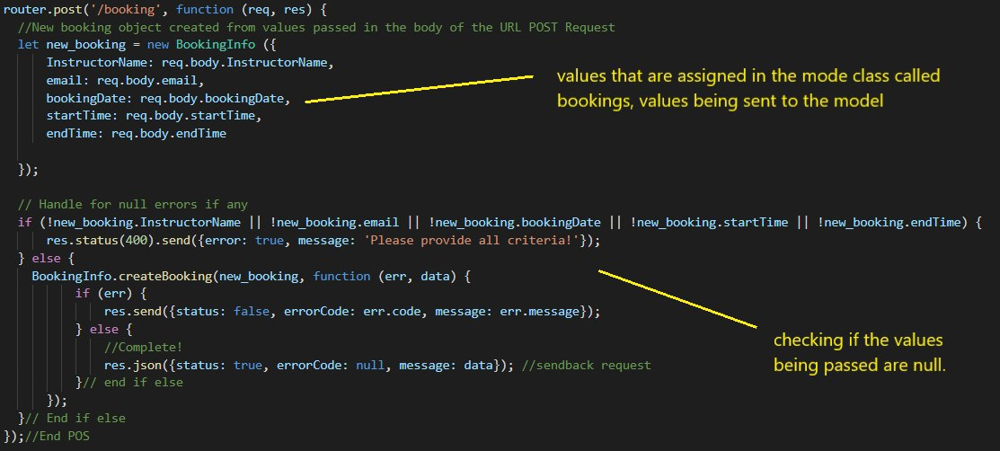 router.post('/booking', function (req, res) {
//New booking object created from values passed in the body of the URL POST Request
let new_booking = new BookingInfo ({
InstructorName: req.body.InstructorName,
email: req.body.email,
bookingDate: req.body.bookingDate,
startTime: req.body.startTime,
endTime: req.body.endTime
values that are assigned in the mode class called
bookings, values being sent to the model
});
// Handle for null errors if any
if (!new_booking.InstructorName || !new_booking.email || !new_booking.bookingDate || !new_booking.startTime || !new_booking.endTime) {
res.status(400).send({error: true, message: 'Please provide all criteria!'});
} else {
BookingInfo.createBooking(new_booking, function (err, data) {
if (err) {
res.send({status: false, errorCode: err.code, message: err.message});
} else {
//Complete!
res.json({status: true, errorCode: null, message: data}); //sendback request
}// end if else
});
}// End if else
});//End POS
checking if the values
being passed are null.